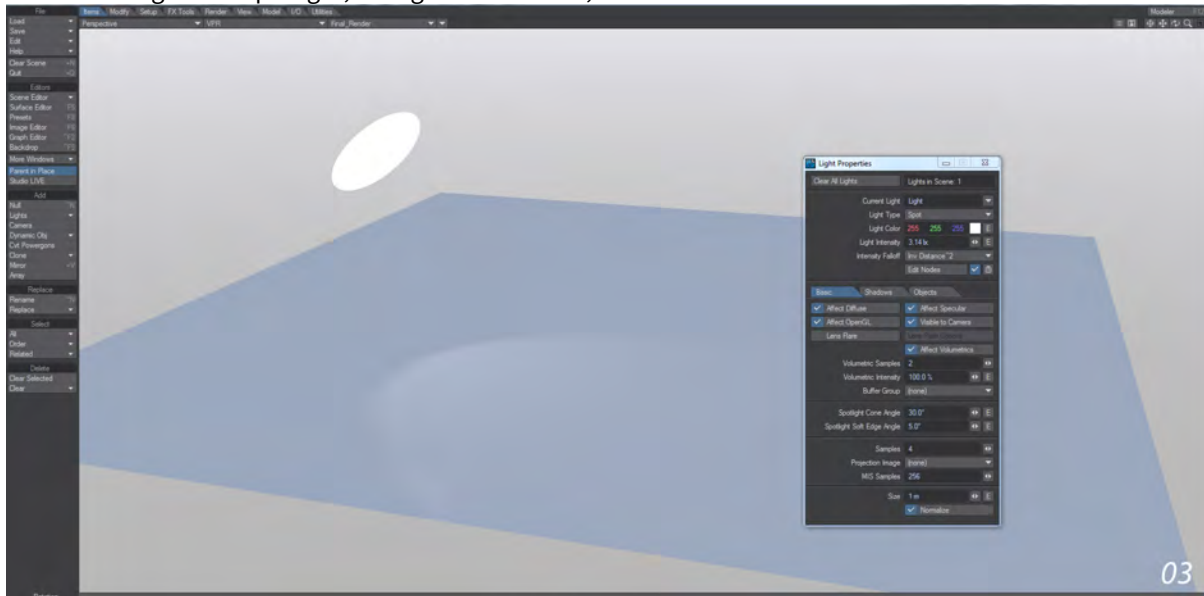 File
Items Modify Setup FX Tools Render View Model I/O Utilities
Modeler F12
Load
Perspective VPR Final_Render
Save
Edit
Help
Clear Scene
Quit
Editors
Scene Editor
Surface Editor
Presets
Image Editor
Graph Editor
Backdrop
More Windows
Parent in Place
Studio LIVE
Add
Null
Lights
Camera
Dynamic Obj
Cvt Powergons
Clone
Mirror
Array
Replace
Rename
Replace
Select
All
Order
Related
Delete
Clear Selected
Clear
Light Properties
Clear All Lights Lights in Scene: 1
Current Light Light
Light Type Spot
Light Color 255 255 255 E
Light Intensity 3.14 lx E
Intensity Falloff Inv Distance^2
Edit Nodes
Basic Shadows Objects
Affect Diffuse Affect Specular
Affect OpenGL Visible to Camera
Lens Flare Lens Flare Options
Affect Volumetrics
Volumetric Samples 2
Volumetric Intensity 100.0 % E
Buffer Group (none)
Spotlight Cone Angle 30.0° E
Spotlight Soft Edge Angle 5.0° E
Samples 4
Projection Image (none)
MIS Samples 256
Size 1 m E
Normalize
03